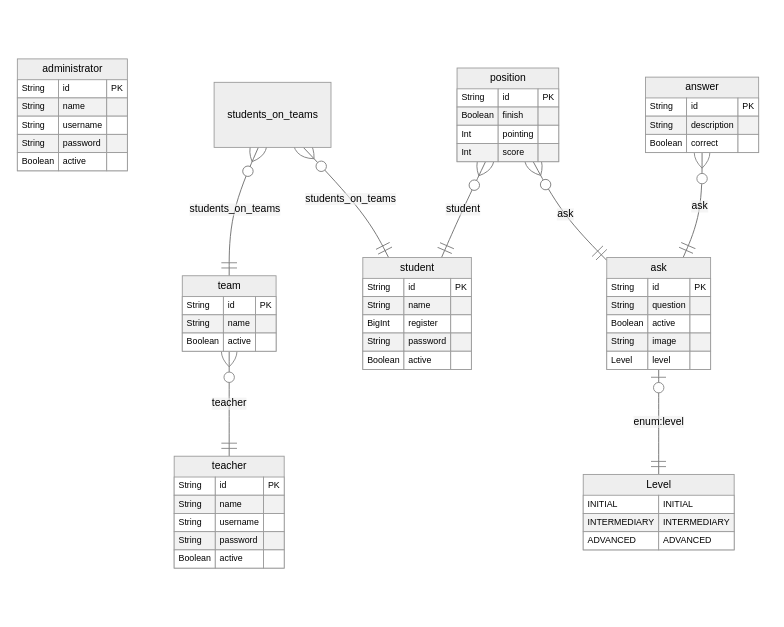 administrator
String id PK
String name
String username
String password
Boolean active
students_on_teams
position
String id PK
Boolean finish
Int pointing
Int score
answer
String id PK
String description
Boolean correct
students_on_teams
students_on_teams
student
ask
ask
team
String id PK
String name
Boolean active
student
String id PK
String name
BigInt register
String password
Boolean active
ask
String id PK
String question
Boolean active
String image
Level level
teacher
enum:level
teacher
String id PK
String name
String username
String password
Boolean active
Level
INITIAL INITIAL
INTERMEDIARY INTERMEDIARY
ADVANCED ADVANCED